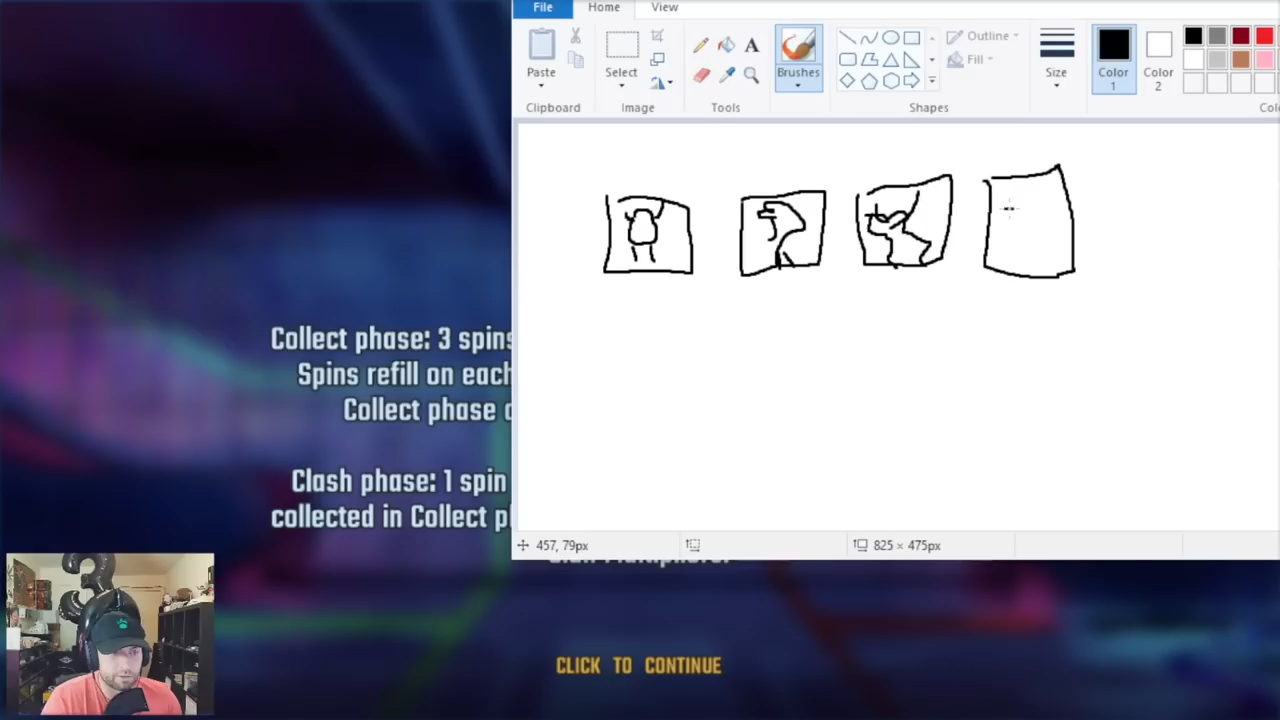 File Home View
Paste Select Brushes Outline Fill Size Color 1 Color 2
Clipboard Image Tools Shapes
Collect phase: 3 spins
Spins refill on each
Collect phase
Clash phase: 1 spin
collected in Collect
457, 79px 825 × 475px
CLICK TO CONTINUE